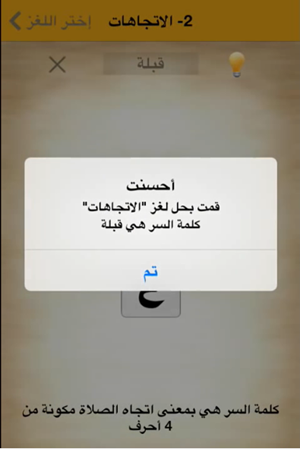 2- الاتجاهات
إختر اللغز
قبلة
أحسنت
قمت بحل لغز "الاتجاهات"
كلمة السر هي قبلة
تم
ح
كلمة السر هي بمعنى اتجاه الصلاة مكونة من
4 أحرف